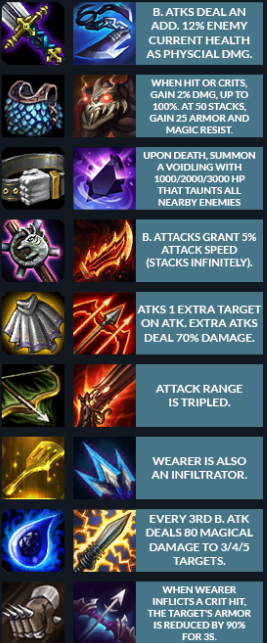 B. ATKS DEAL AN
ADD. 12% ENEMY
CURRENT HEALTH
AS PHYSCIAL DMG.
WHEN HIT OR CRITS,
GAIN 2% DMG, UP TO
100%. AT 50 STACKS,
GAIN 25 ARMOR AND
MAGIC RESIST.
UPON DEATH, SUMMON
A VOIDLING WITH
1000/2000/3000 HP
THAT TAUNTS ALL
NEARBY ENEMIES
B. ATTACKS GRANT 5%
ATTACK SPEED
(STACKS INFINITELY).
ATKS 1 EXTRA TARGET
ON ATK. EXTRA ATKS
DEAL 70% DAMAGE.
ATTACK RANGE
IS TRIPLED.
WEARER IS ALSO
AN INFILTRATOR.
EVERY 3RD B. ATK
DEALS 80 MAGICAL
DAMAGE TO 3/4/5
TARGETS.
WHEN WEARER
INFLICTS A CRIT HIT,
THE TARGET'S ARMOR
IS REDUCED BY 90%
FOR 3S.